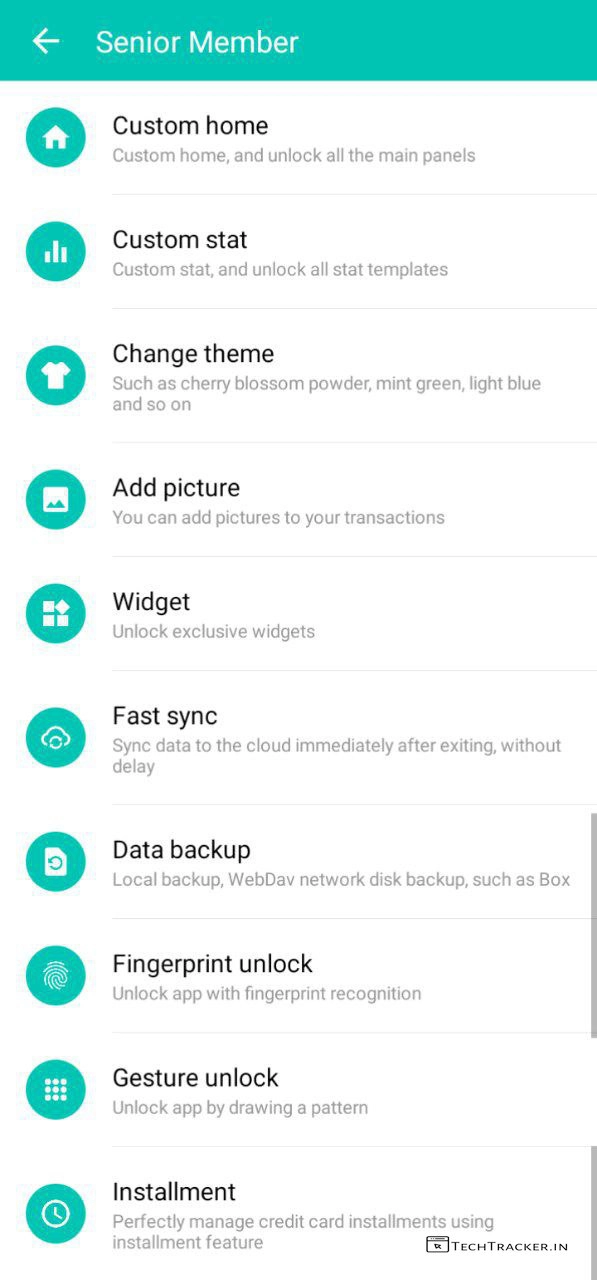 Senior Member
Custom home
Custom home, and unlock all the main panels
Custom stat
Custom stat, and unlock all stat templates
Change theme
Such as cherry blossom powder, mint green, light blue
and so on
Add picture
You can add pictures to your transactions
Widget
Unlock exclusive widgets
Fast sync
Sync data to the cloud immediately after exiting, without
delay
Data backup
Local backup, WebDav network disk backup, such as Box
Fingerprint unlock
Unlock app with fingerprint recognition
Gesture unlock
Unlock app by drawing a pattern
Installment
Perfectly manage credit card installments using
installment feature
TechTracker.in